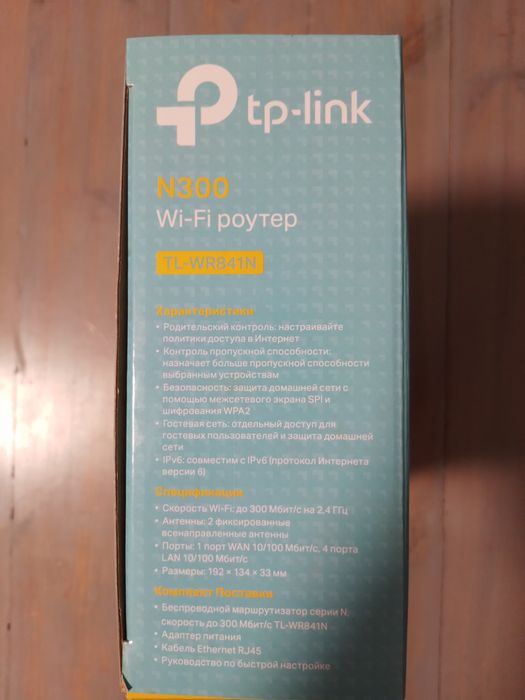 tp-link
N300
Wi-Fi роутер
TL-WR841N
Характеристики
• Родительский контроль: настраивайте
политики доступа в Интернет
• Контроль пропускной способности:
назначает больше пропускной способности
выбранным устройствам
• Безопасность: защита домашней сети с
помощью межсетевого экрана SPI и
шифрования WPA2
• Гостевая сеть: отдельный доступ для
гостевых пользователей и защита домашней
сети
• IPv6: совместим с IPv6 (протокол Интернета
версии 6)
Спецификации
• Скорость Wi-Fi: до 300 Мбит/с на 2,4 ГГц
• Антенны: 2 фиксированные
всенаправленные антенны
• Порты: 1 порт WAN 10/100 Мбит/с, 4 порта
LAN 10/100 Мбит/с
• Размеры: 192 × 134 × 33 мм
Комплект Поставки
• Беспроводной маршрутизатор серии N,
скорость до 300 Мбит/с TL-WR841N
• Адаптер питания
• Кабель Ethernet RJ45
• Руководство по быстрой настройке